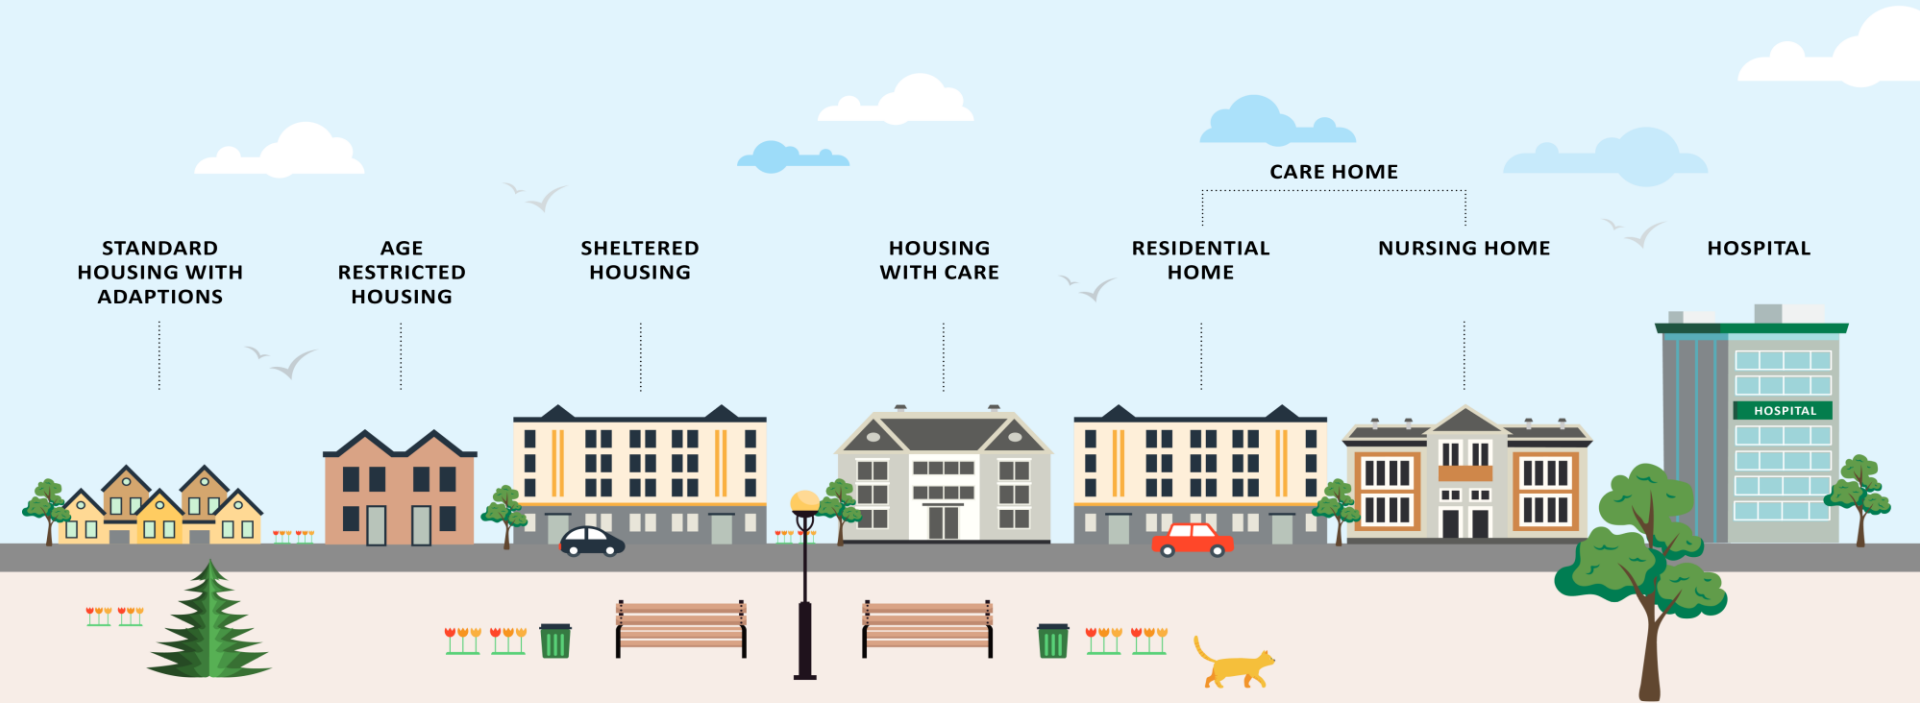 CARE HOME
STANDARD
HOUSING WITH
ADAPTIONS
AGE
RESTRICTED
HOUSING
SHELTERED
HOUSING
HOUSING
WITH CARE
RESIDENTIAL
HOME
NURSING HOME
HOSPITAL
HOSPITAL